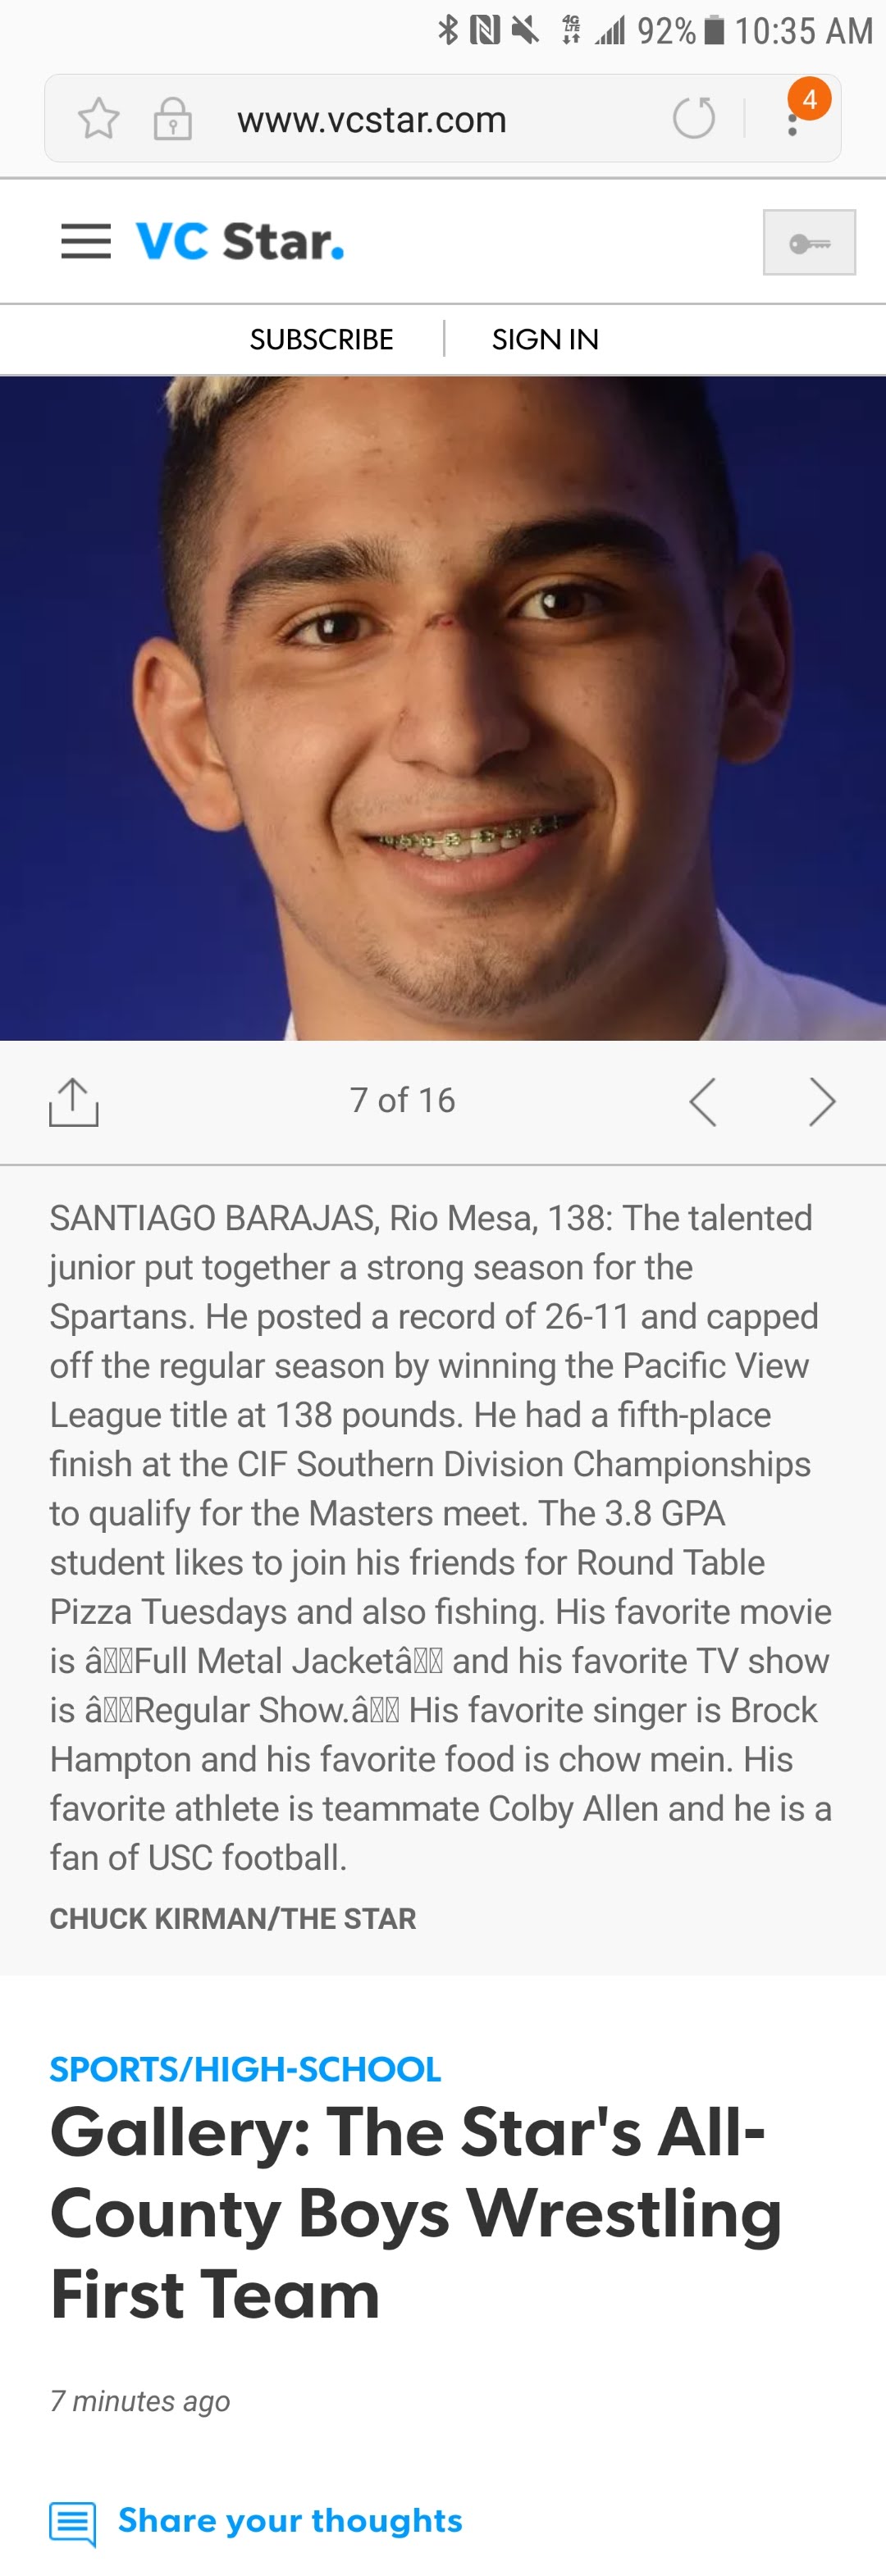 92% 10:35 AM
www.vcstar.com
4
VC Star.
SUBSCRIBE
SIGN IN
7 of 16
SANTIAGO BARAJAS, Rio Mesa, 138: The talented
junior put together a strong season for the
Spartans. He posted a record of 26-11 and capped
off the regular season by winning the Pacific View
League title at 138 pounds. He had a fifth-place
finish at the CIF Southern Division Championships
to qualify for the Masters meet. The 3.8 GPA
student likes to join his friends for Round Table
Pizza Tuesdays and also fishing. His favorite movie
is âFull Metal Jacketâ and his favorite TV show
is âRegular Show.â His favorite singer is Brock
Hampton and his favorite food is chow mein. His
favorite athlete is teammate Colby Allen and he is a
fan of USC football.
CHUCK KIRMAN/THE STAR
SPORTS/HIGH-SCHOOL
Gallery: The Star's All-
County Boys Wrestling
First Team
7 minutes ago
Share your thoughts